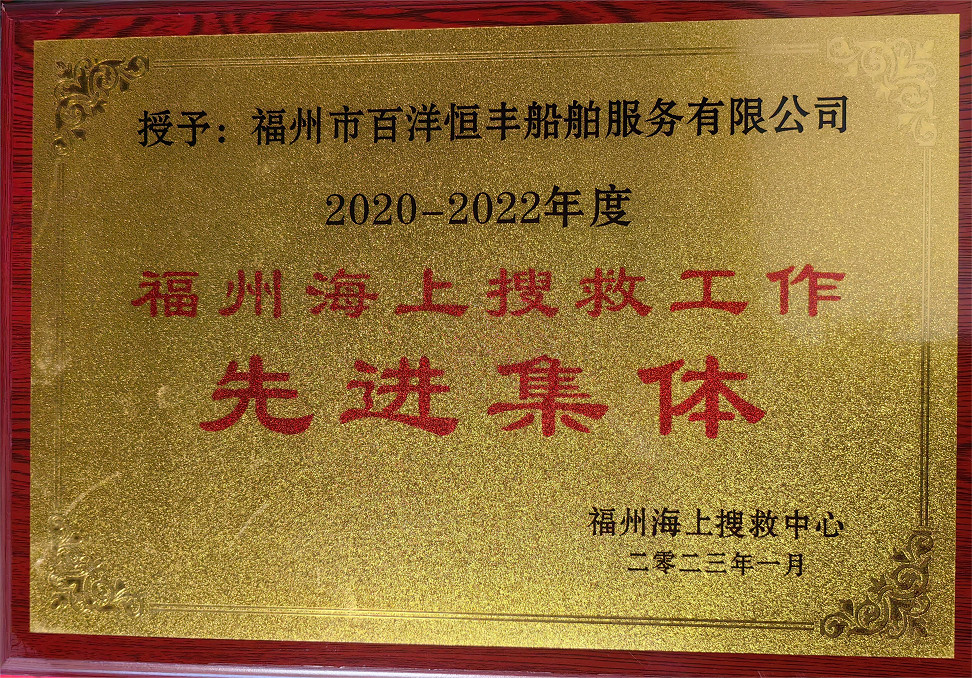 授予：福州市百洋恒丰船舶服务有限公司
2020-2022年度
福州海上搜救工作
先进集体
福州海上搜救中心
二零二三年一月